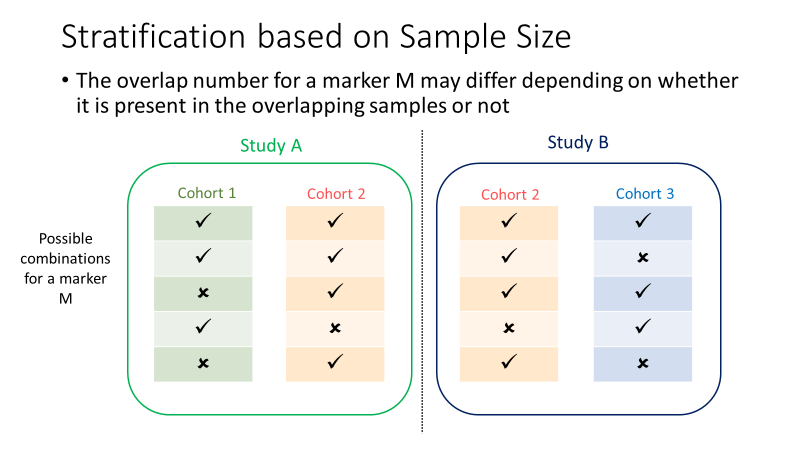 Stratification based on Sample Size
• The overlap number for a marker M may differ depending on whether
it is present in the overlapping samples or not
Study A
Study B
Cohort 1
Cohort 2
Cohort 2
Cohort 3
Possible
combinations
for a marker
M
✓ ✓ ✓ ✓
✓ ✓ ✓ ✘
✘ ✓ ✓ ✓
✓ ✘ ✘ ✓
✘ ✓ ✓ ✘